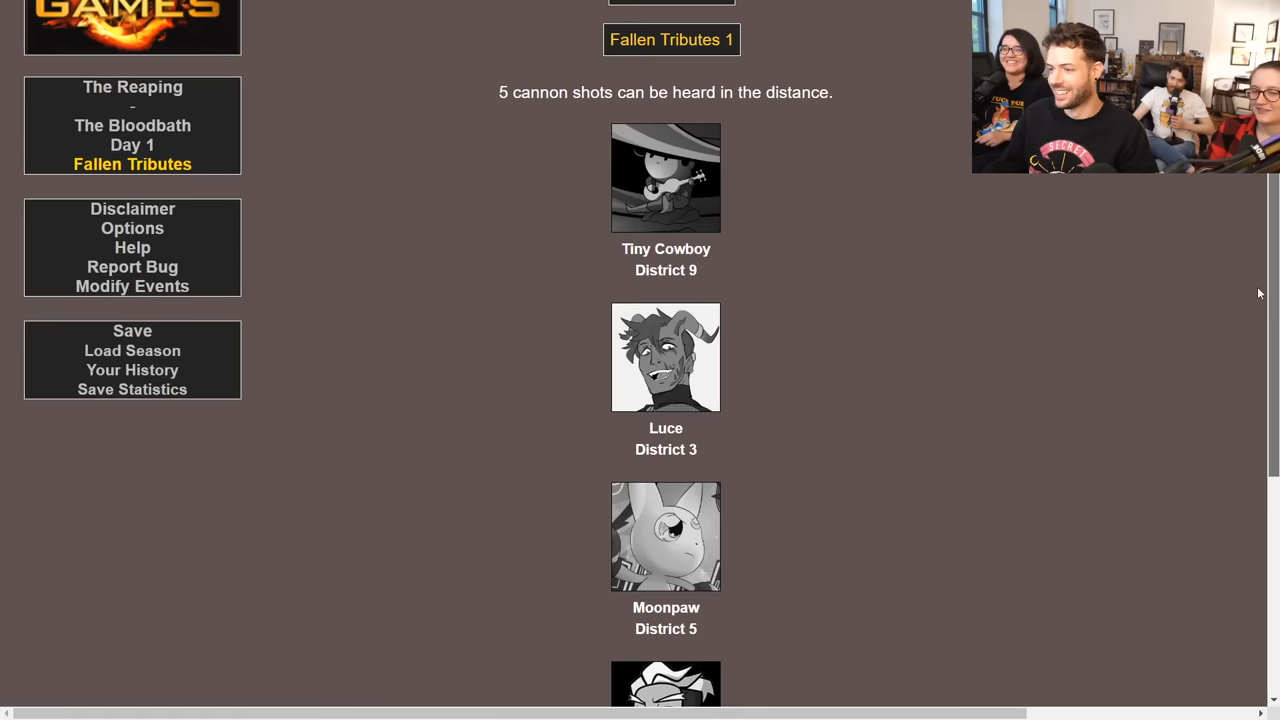 GAMES
The Reaping
-
The Bloodbath
Day 1
Fallen Tributes
Disclaimer
Options
Help
Report Bug
Modify Events
Save
Load Season
Your History
Save Statistics
Fallen Tributes 1
5 cannon shots can be heard in the distance.
Tiny Cowboy
District 9
Luce
District 3
Moonpaw
District 5
SECRET